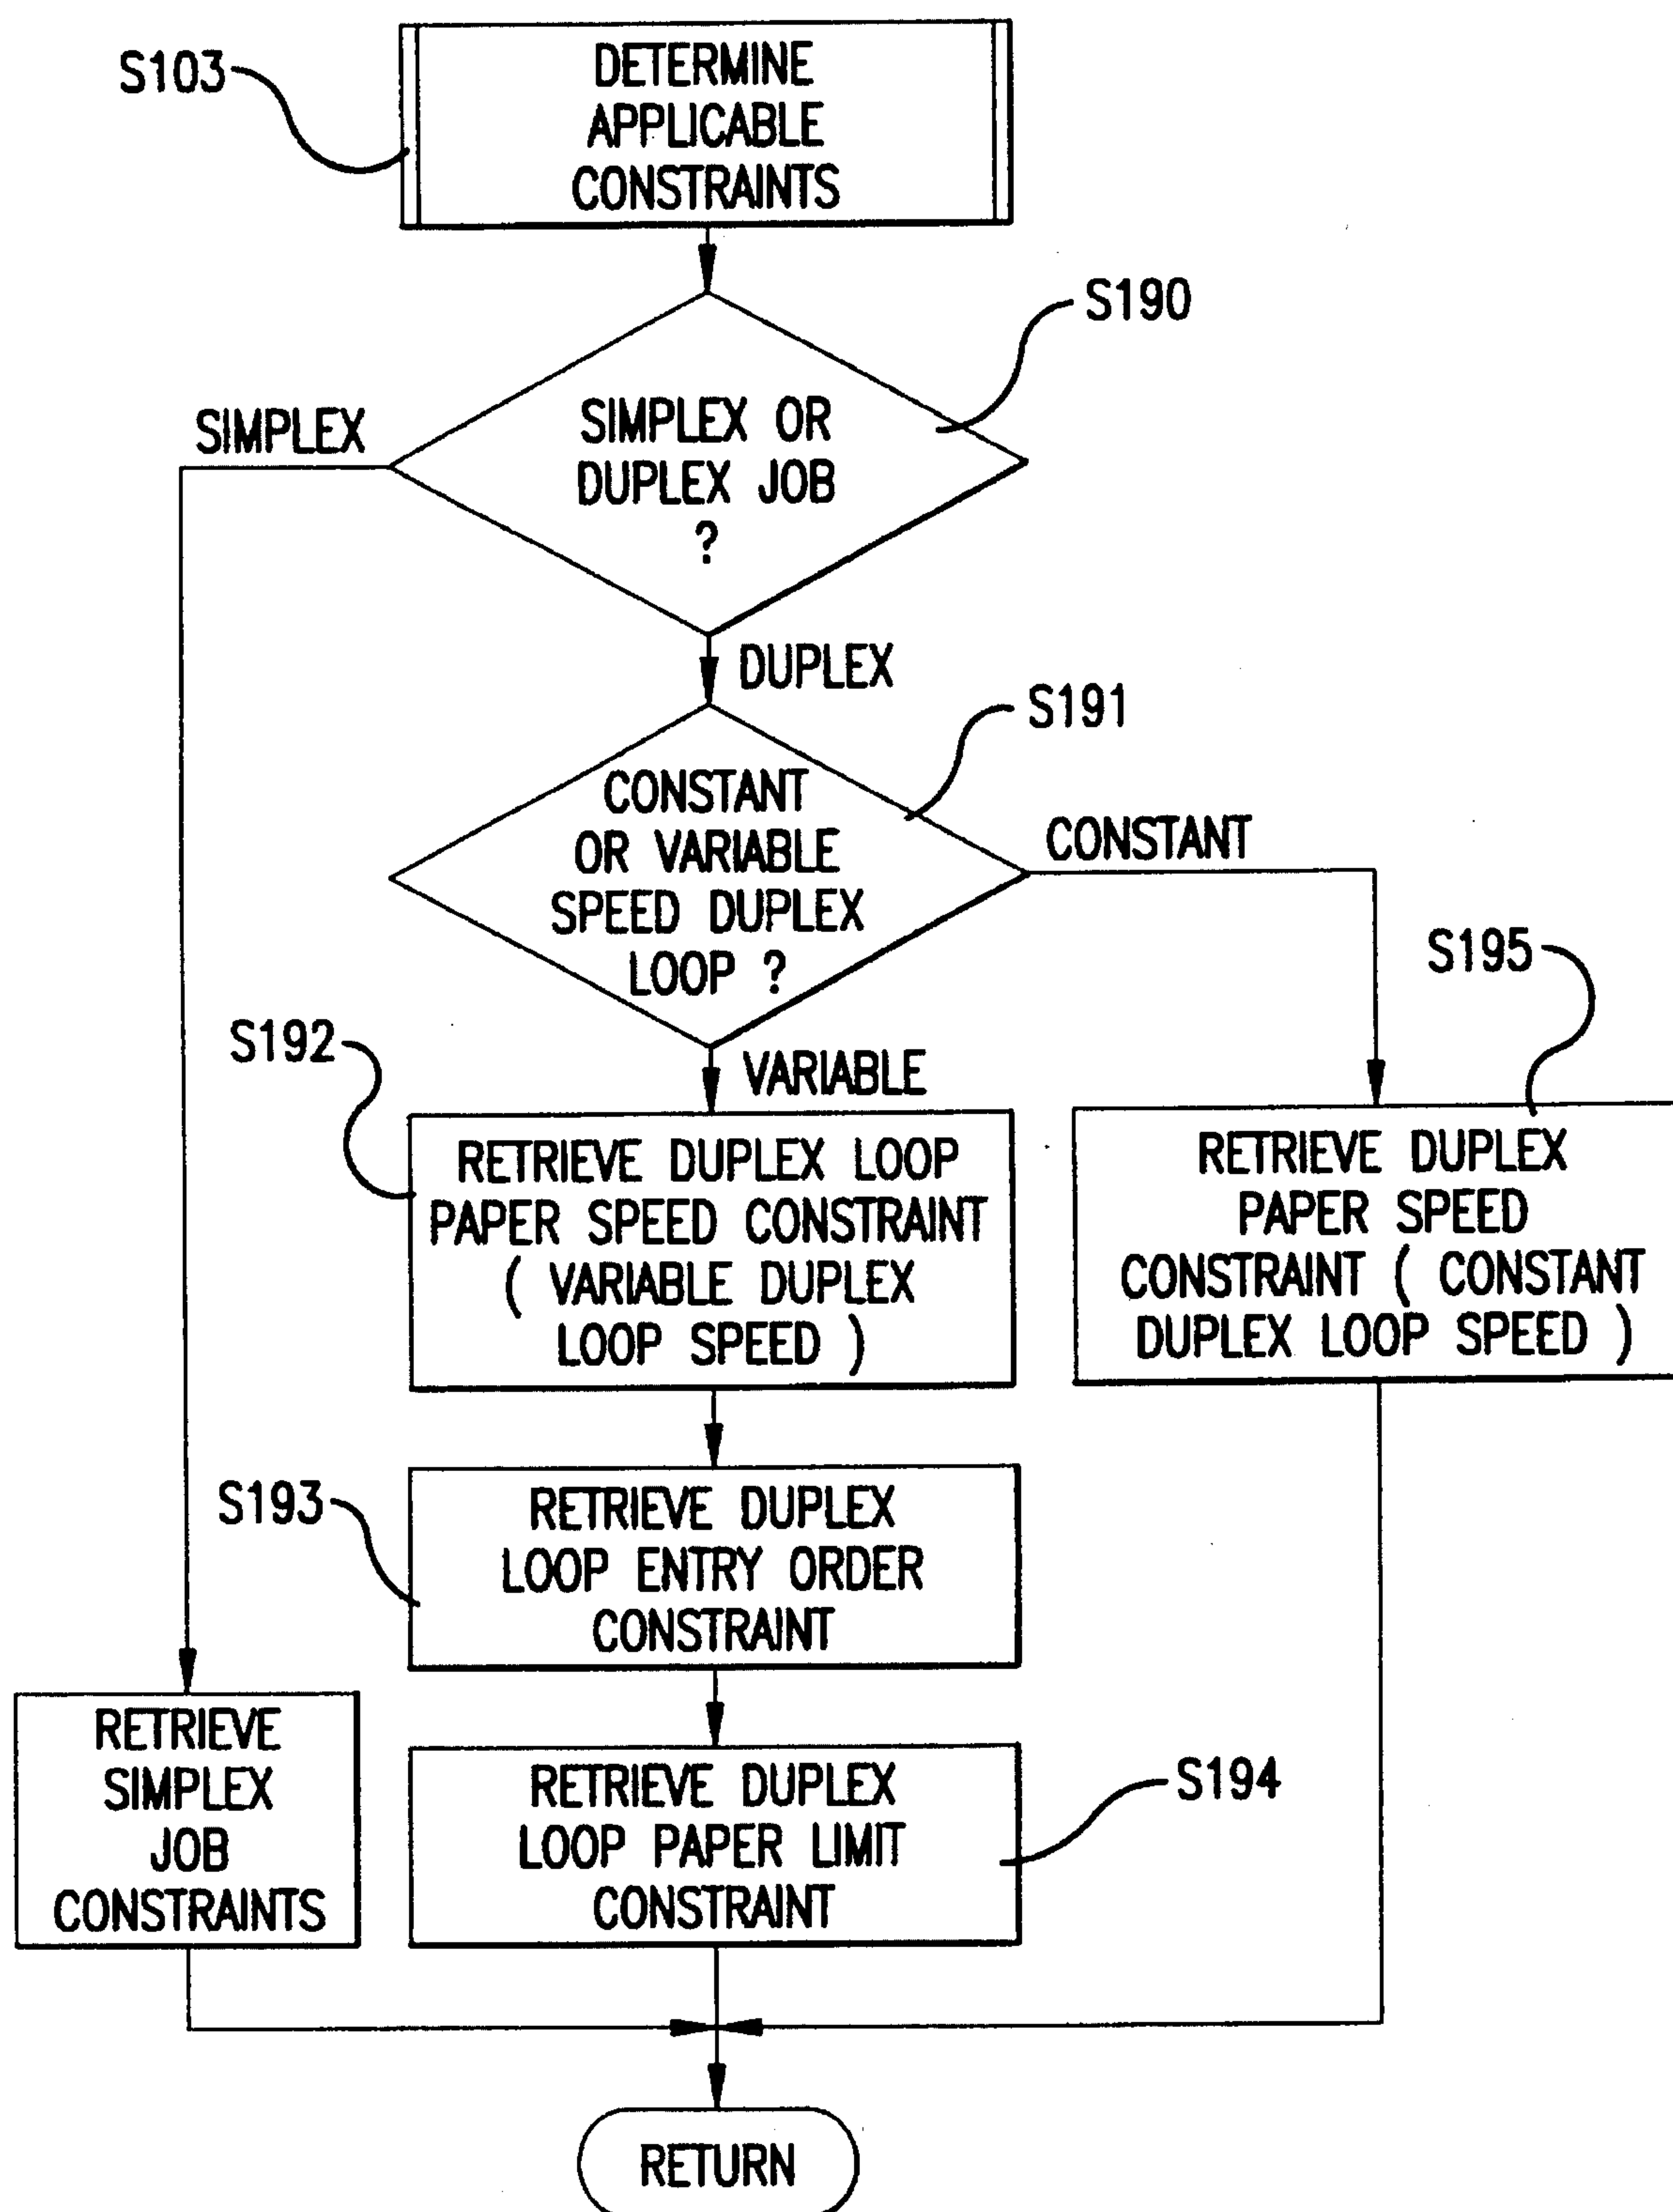 S103
DETERMINE
APPLICABLE
CONSTRAINTS
S190
SIMPLEX
SIMPLEX OR
DUPLEX JOB
?
DUPLEX
S191
CONSTANT
OR VARIABLE
SPEED DUPLEX
LOOP ?
CONSTANT
S195
S192
VARIABLE
RETRIEVE DUPLEX LOOP
PAPER SPEED CONSTRAINT
( VARIABLE DUPLEX
LOOP SPEED )
RETRIEVE DUPLEX
PAPER SPEED
CONSTRAINT ( CONSTANT
DUPLEX LOOP SPEED )
S193
RETRIEVE DUPLEX
LOOP ENTRY ORDER
CONSTRAINT
RETRIEVE
SIMPLEX
JOB
CONSTRAINTS
RETRIEVE DUPLEX
LOOP PAPER LIMIT
CONSTRAINT
S194
RETURN